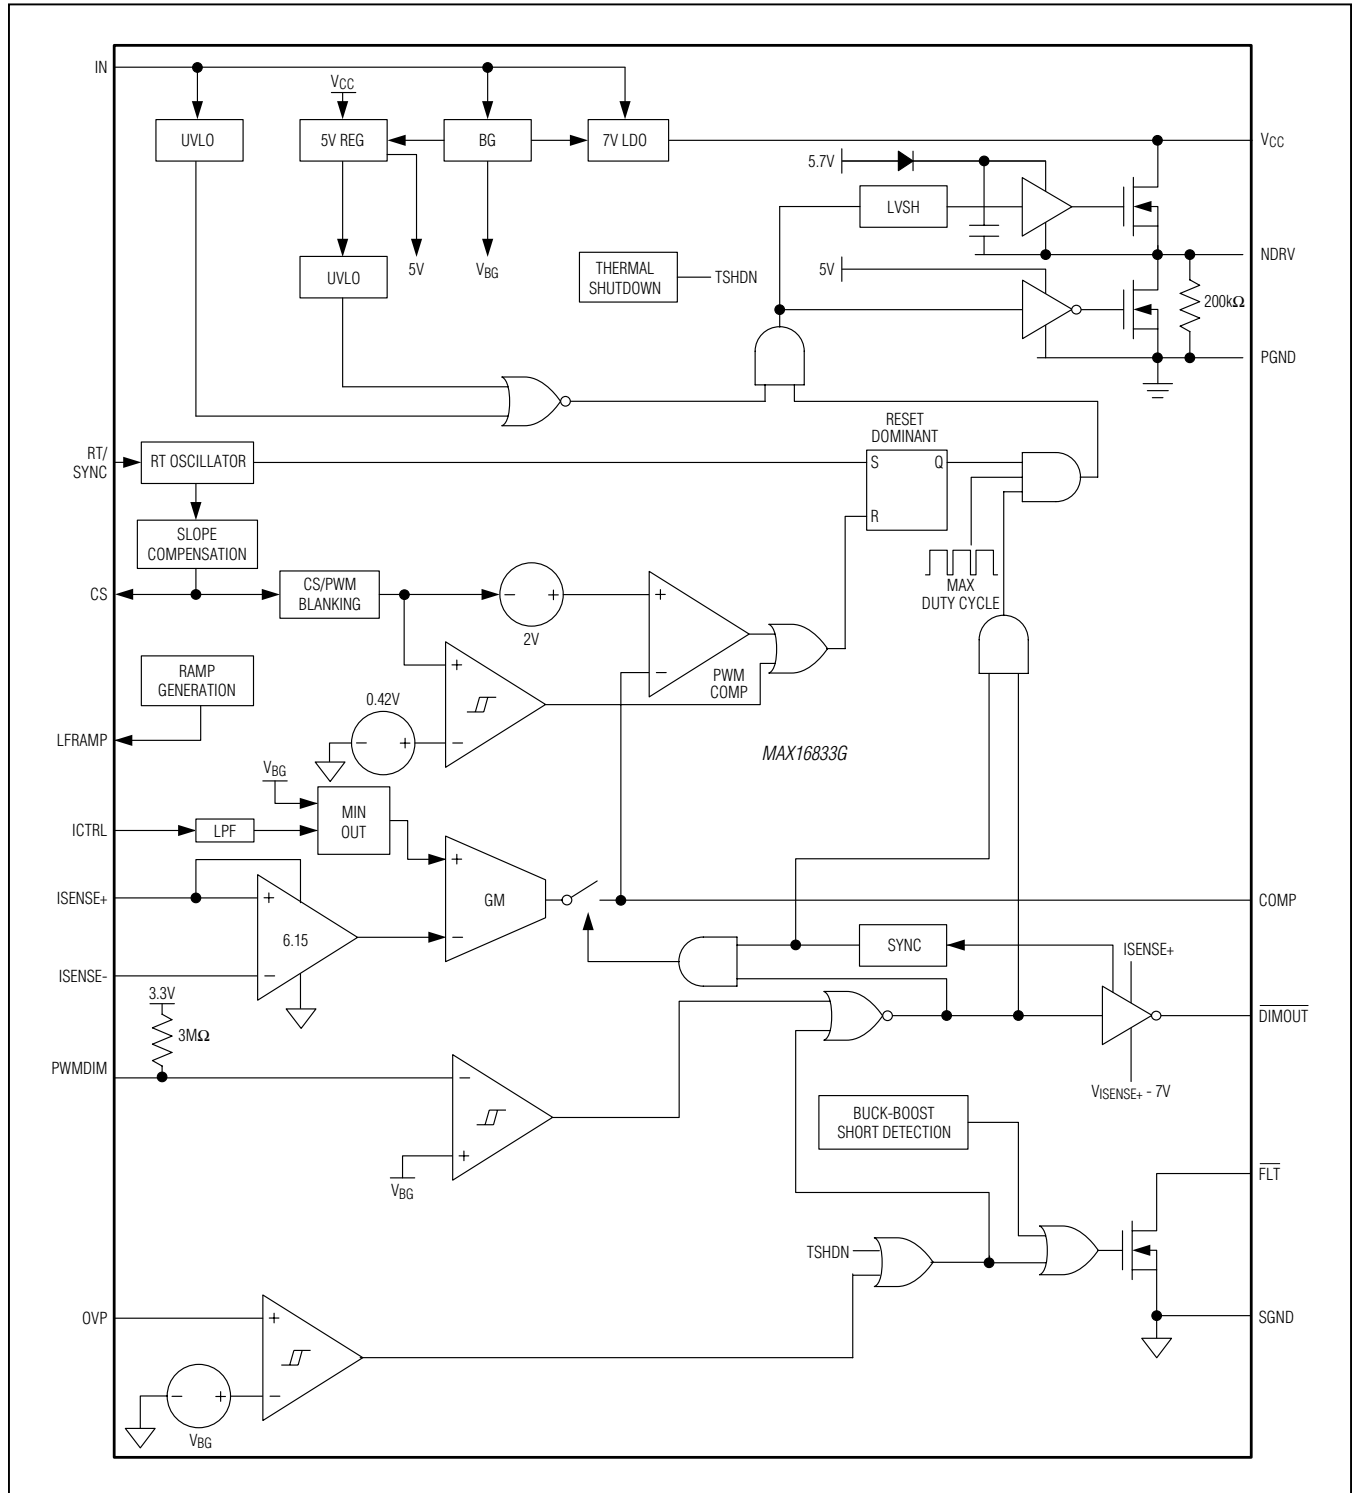 IN
VCC
UVLO
5V REG
BG
7V LDO
VCC
5.7V
LVSH
UVLO
5V
VBG
THERMAL
SHUTDOWN
TSHDN
5V
NDRV
200kΩ
PGND
RT/
SYNC
RT OSCILLATOR
RESET
DOMINANT
S
Q
R
SLOPE
COMPENSATION
CS
CS/PWM
BLANKING
-
+
2V
+
-
PWM
COMP
MAX
DUTY CYCLE
RAMP
GENERATION
LFRAMP
0.42V
-
+
+
-
MAX16833G
VBG
MIN
OUT
ICTRL
LPF
+
-
GM
ISENSE+
+
6.15
-
ISENSE-
COMP
SYNC
ISENSE+
3.3V
3MΩ
PWMDIM
DIMOUT
VISENSE+ - 7V
-
+
VBG
BUCK-BOOST
SHORT DETECTION
FLT
TSHDN
OVP
+
-
-
+
VBG
SGND